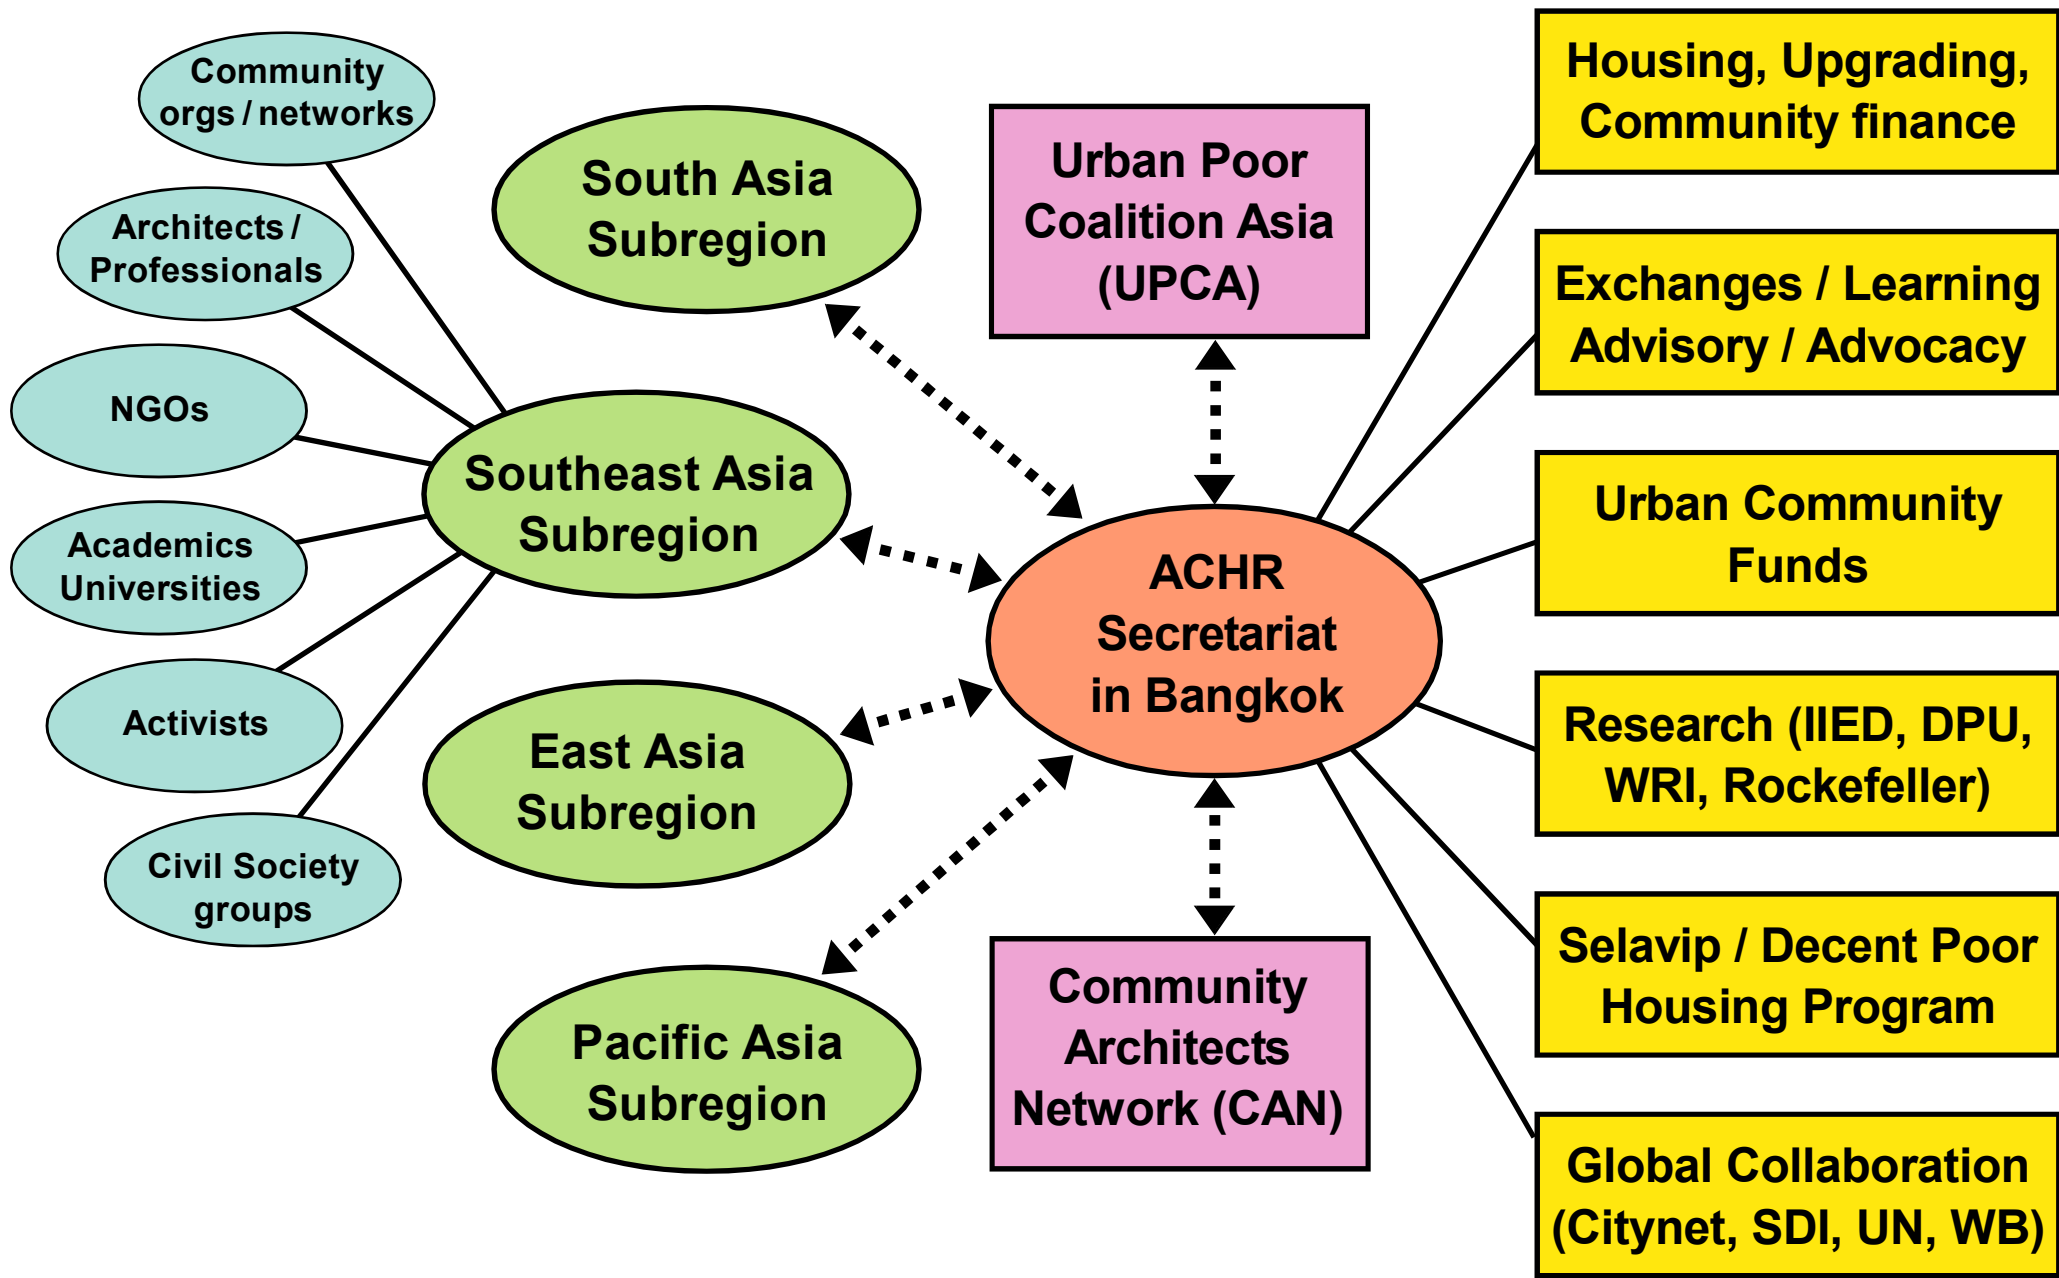 Community
orgs / networks
Architects /
Professionals
NGOs
Academics
Universities
Activists
Civil Society
groups
South Asia
Subregion
Southeast Asia
Subregion
East Asia
Subregion
Pacific Asia
Subregion
Urban Poor
Coalition Asia
(UPCA)
ACHR
Secretariat
in Bangkok
Community
Architects
Network (CAN)
Housing, Upgrading,
Community finance
Exchanges / Learning
Advisory / Advocacy
Urban Community
Funds
Research (IIED, DPU,
WRI, Rockefeller)
Selavip / Decent Poor
Housing Program
Global Collaboration
(Citynet, SDI, UN, WB)